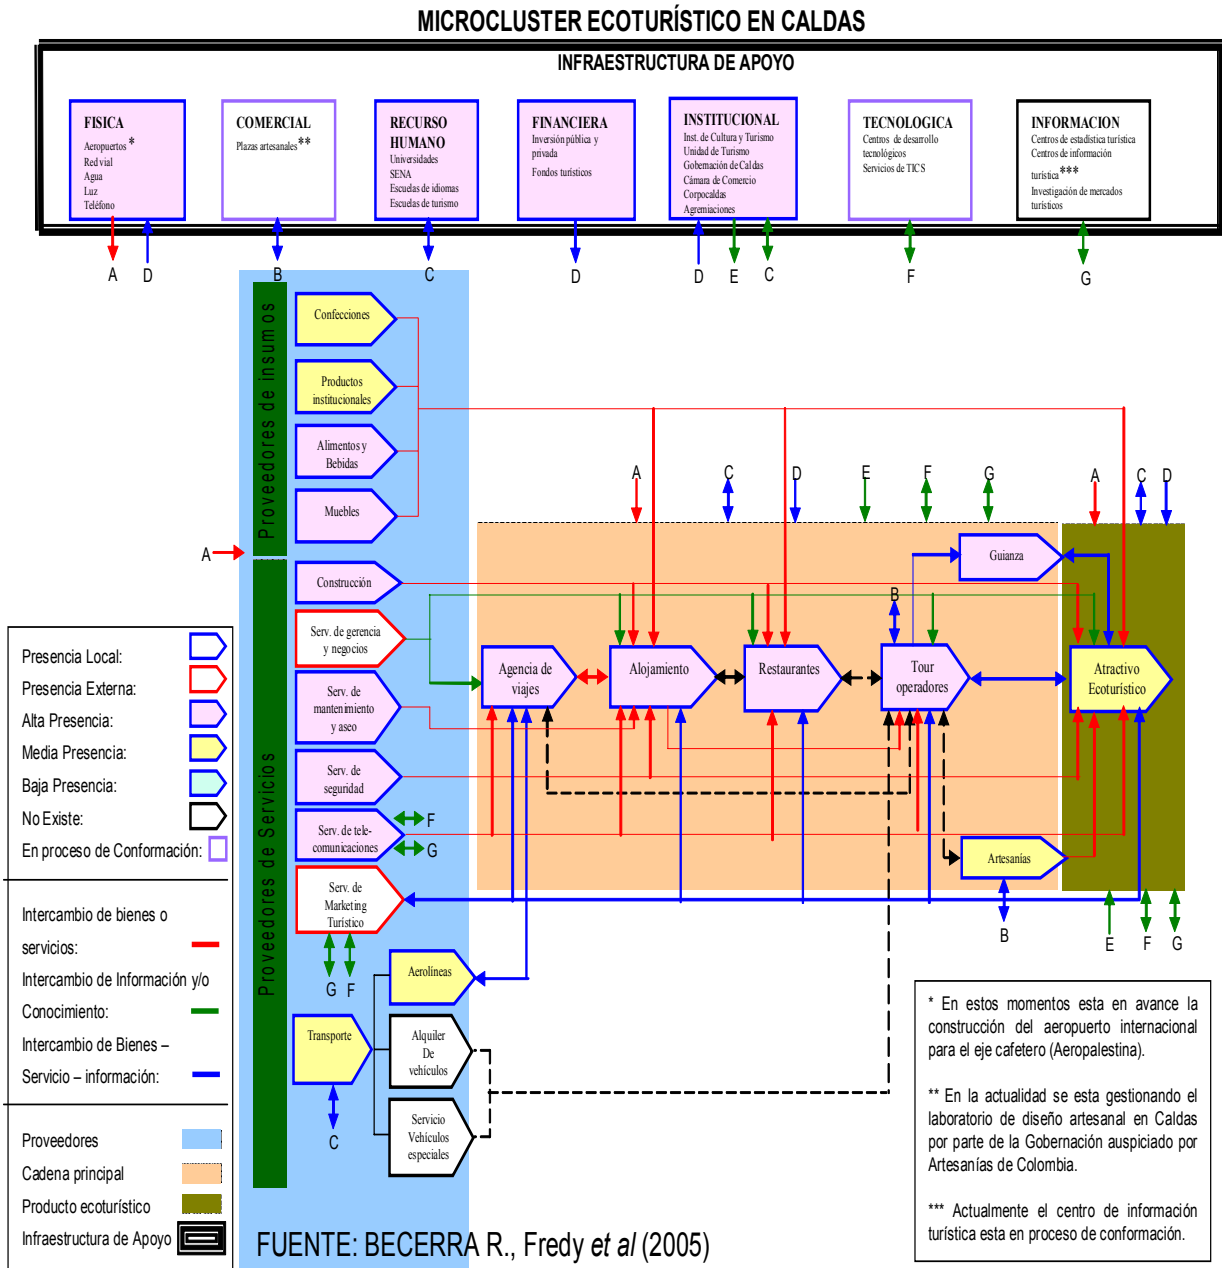 MICROCLUSTER ECOTURÍSTICO EN CALDAS
INFRAESTRUCTURA DE APOYO
FISICA
Aeropuertos *
Red vial
Agua
Luz
Teléfono
COMERCIAL
Plazas artesanales**
RECURSO
HUMANO
Universidades
SENA
Escuelas de idiomas
Escuelas de turismo
FINANCIERA
Inversión pública y
privada
Fondos turísticos
INSTITUCIONAL
Inst. de Cultura y Turismo
Unidad de Turismo
Gobernación de Caldas
Cámara de Comercio
Corpocaldas
Agremiaciones
TECNOLOGICA
Centros de desarrollo
tecnológicos
Servicios de TICS
INFORMACION
Centros de estadística turística
Centros de información
turística***
Investigación de mercados
turísticos
A D B C D D E C F G
Proveedores de insumos
Confecciones
Productos
institucionales
Alimentos y
Bebidas
Muebles
A
Proveedores de Servicios
Construcción
Serv. de gerencia
y negocios
Serv. de
mantenimiento
y aseo
Serv. de
seguridad
Serv. de tele-
comunicaciones
F
G
Serv. de
Marketing
Turístico
G F
Transporte
C
Aerolíneas
Alquiler
De
vehículos
Servicio
Vehículos
especiales
A C D E F G A C D
Guianza
B
Agencia de
viajes
Alojamiento
Restaurantes
Tour
operadores
Atractivo
Ecoturístico
Artesanías
B
E F G
Presencia Local:
Presencia Externa:
Alta Presencia:
Media Presencia:
Baja Presencia:
No Existe:
En proceso de Conformación:
Intercambio de bienes o
servicios:
Intercambio de Información y/o
Conocimiento:
Intercambio de Bienes –
Servicio – información:
Proveedores
Cadena principal
Producto ecoturístico
Infraestructura de Apoyo
* En estos momentos esta en avance la
construcción del aeropuerto internacional
para el eje cafetero (Aeropalestina).
** En la actualidad se esta gestionando el
laboratorio de diseño artesanal en Caldas
por parte de la Gobernación auspiciado por
Artesanías de Colombia.
*** Actualmente el centro de información
turística esta en proceso de conformación.
FUENTE: BECERRA R., Fredy et al (2005)